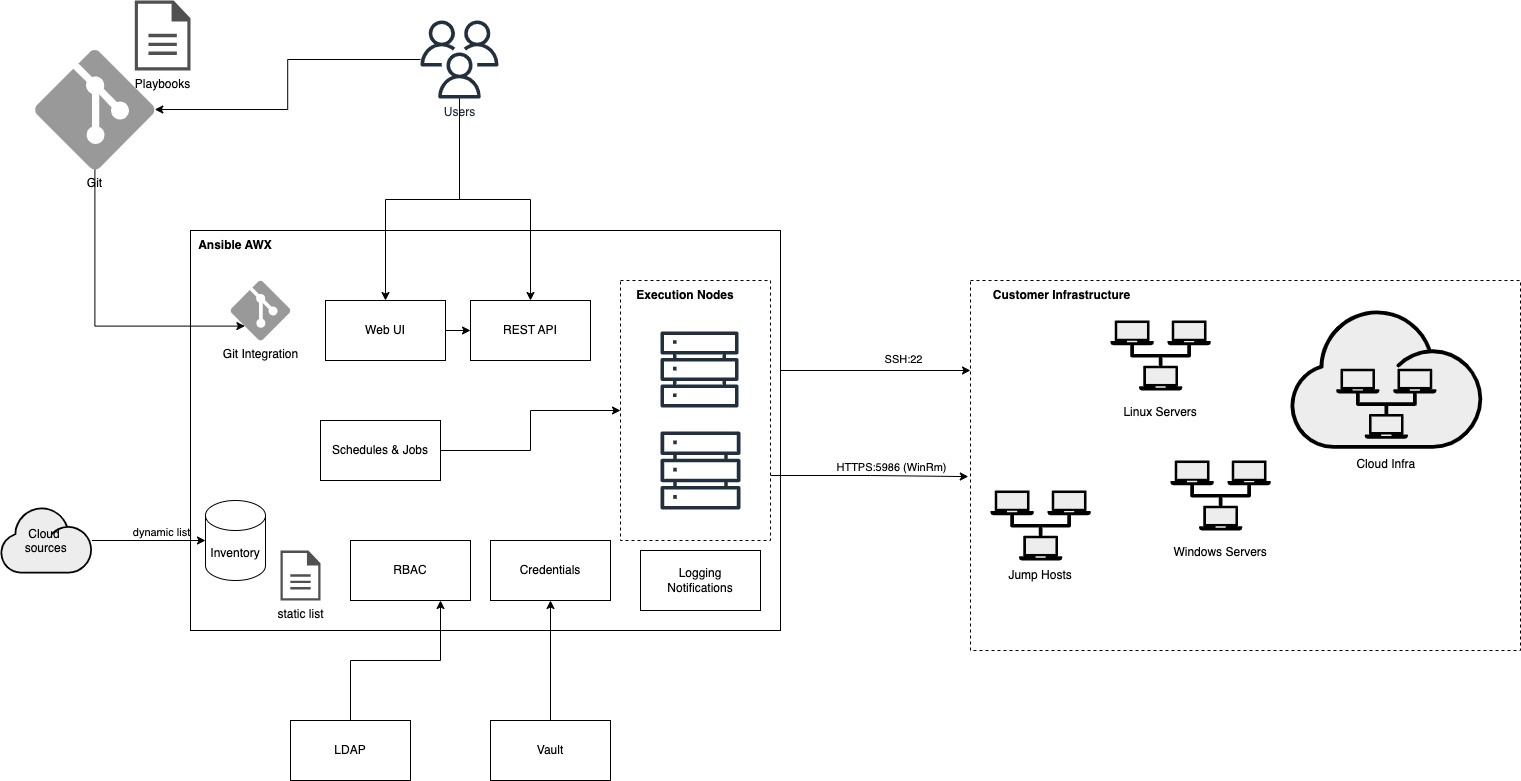 Playbooks
Users
Git
Ansible AWX
Execution Nodes
Customer Infrastructure
Web UI
REST API
Git Integration
SSH:22
Linux Servers
Schedules & Jobs
Cloud Infra
HTTPS:5986 (WinRm)
Cloud
sources
dynamic list
Inventory
Windows Servers
RBAC
Credentials
Logging
Notifications
Jump Hosts
static list
LDAP
Vault